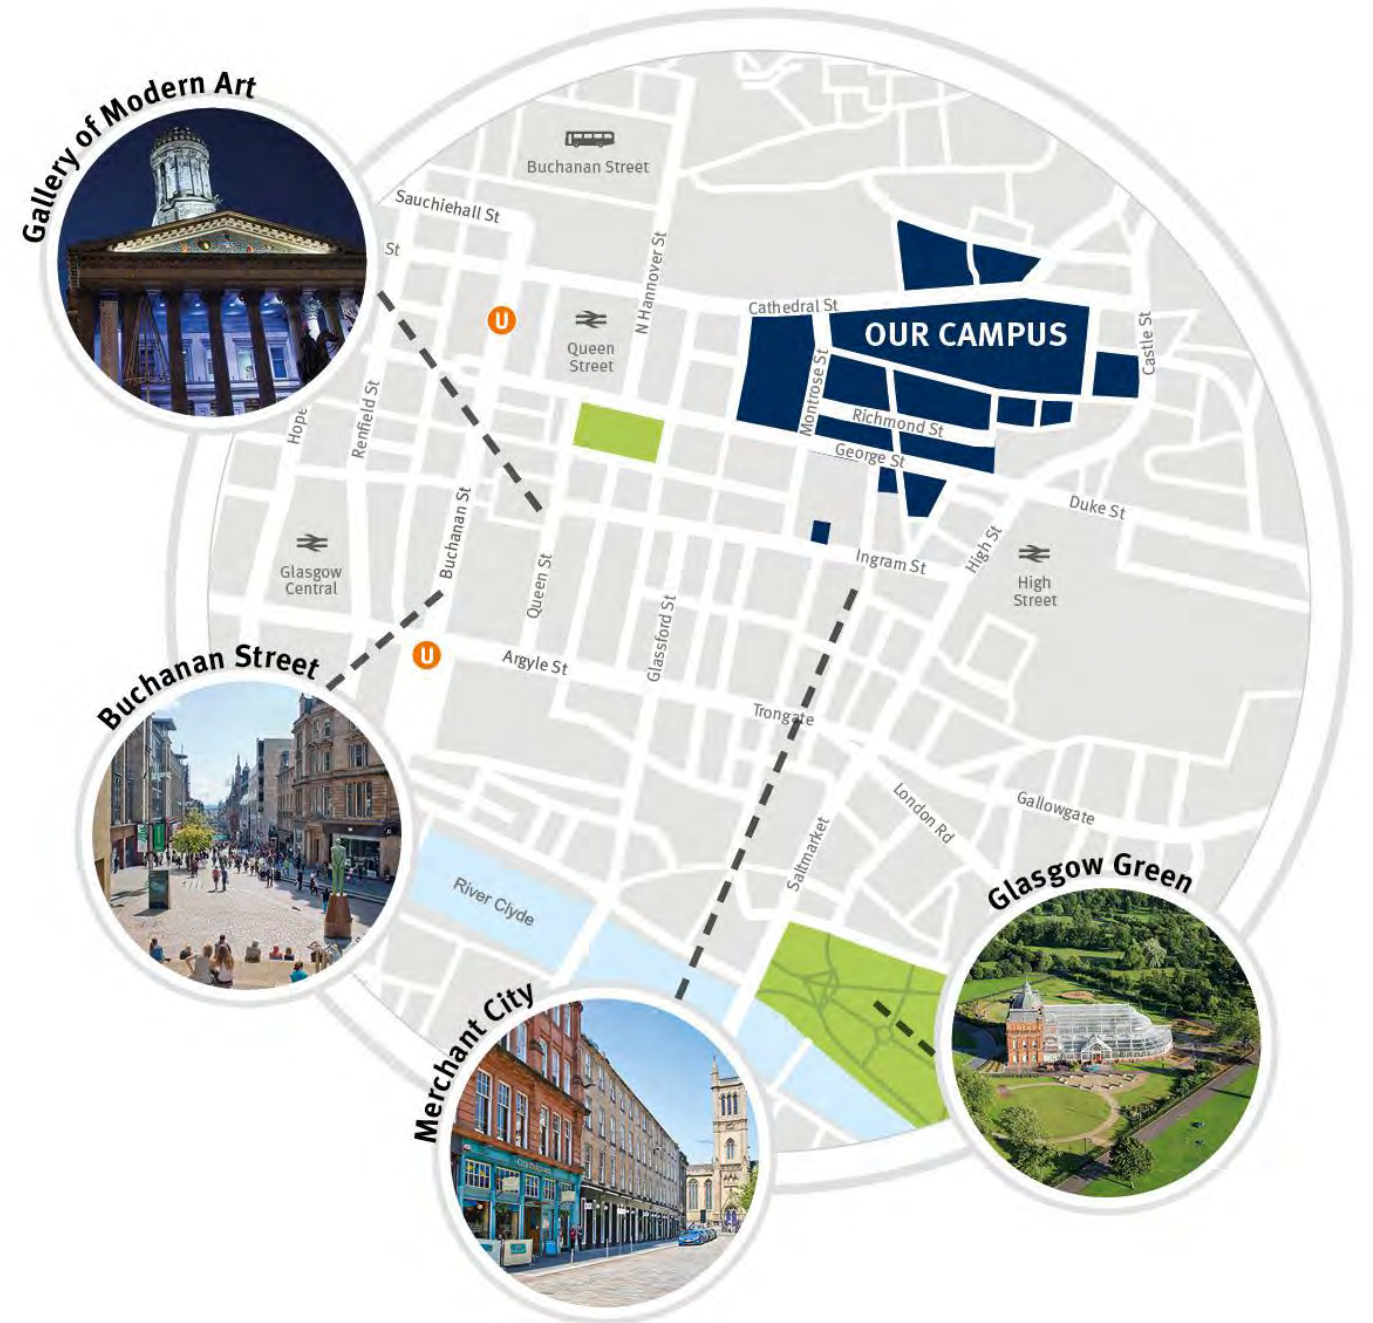 Gallery of Modern Art
Buchanan Street
Sauchiehall St
St
N Hannover St
Cathedral St
OUR CAMPUS
Castle St
U
Queen
Street
Montrose St
Renfield St
Hope
Richmond St
George St
Duke St
Buchanan St
Glasgow
Central
Queen St
Ingram St
High St
High
Street
Glassford St
U
Argyle St
Buchanan Street
Trongate
London Rd
Gallowgate
Saltmarket
River Clyde
Glasgow Green
Merchant City